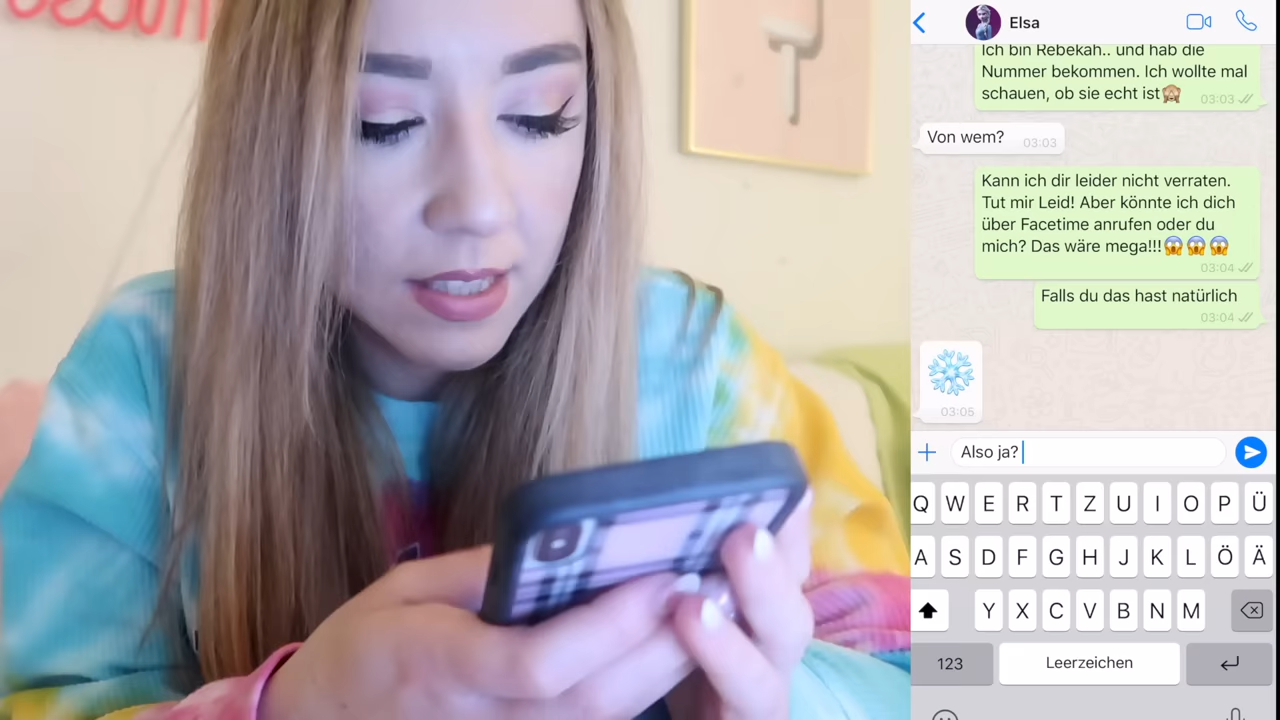 Elsa
Ich bin Rebekah.. und hab die
Nummer bekommen. Ich wollte mal
schauen, ob sie echt ist🙈
03:03
Von wem?
03:03
Kann ich dir leider nicht verraten.
Tut mir Leid! Aber könnte ich dich
über Facetime anrufen oder du
mich? Das wäre mega!!!😱😱😱
03:04
Falls du das hast natürlich
03:04
❄️
03:05
Also ja?
Q W E R T Z U I O P Ü
A S D F G H J K L Ö Ä
Y X C V B N M
123 Leerzeichen